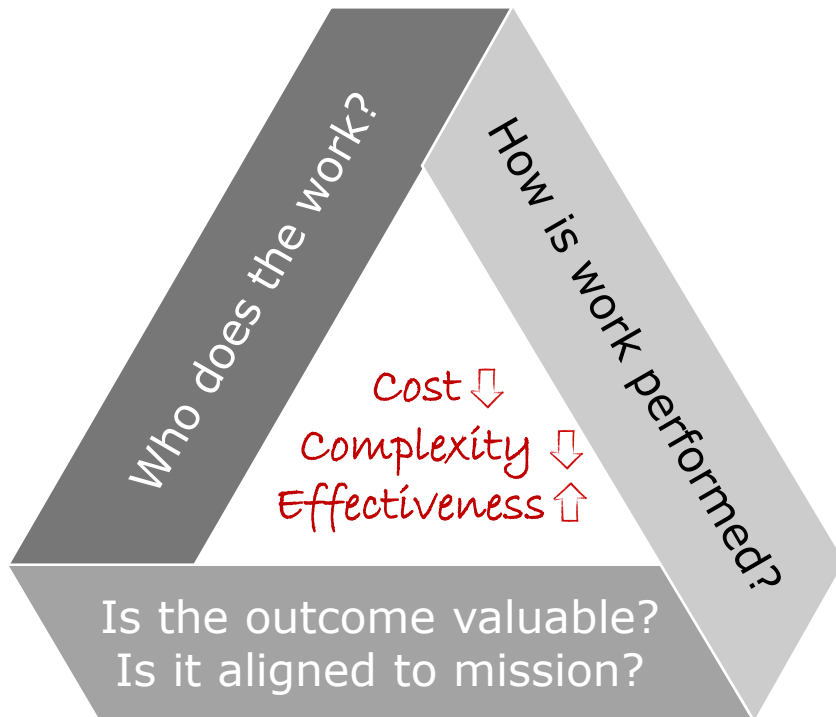 Who does the work?
How is work performed?
Cost
Complexity
Effectiveness
Is the outcome valuable?
Is it aligned to mission?